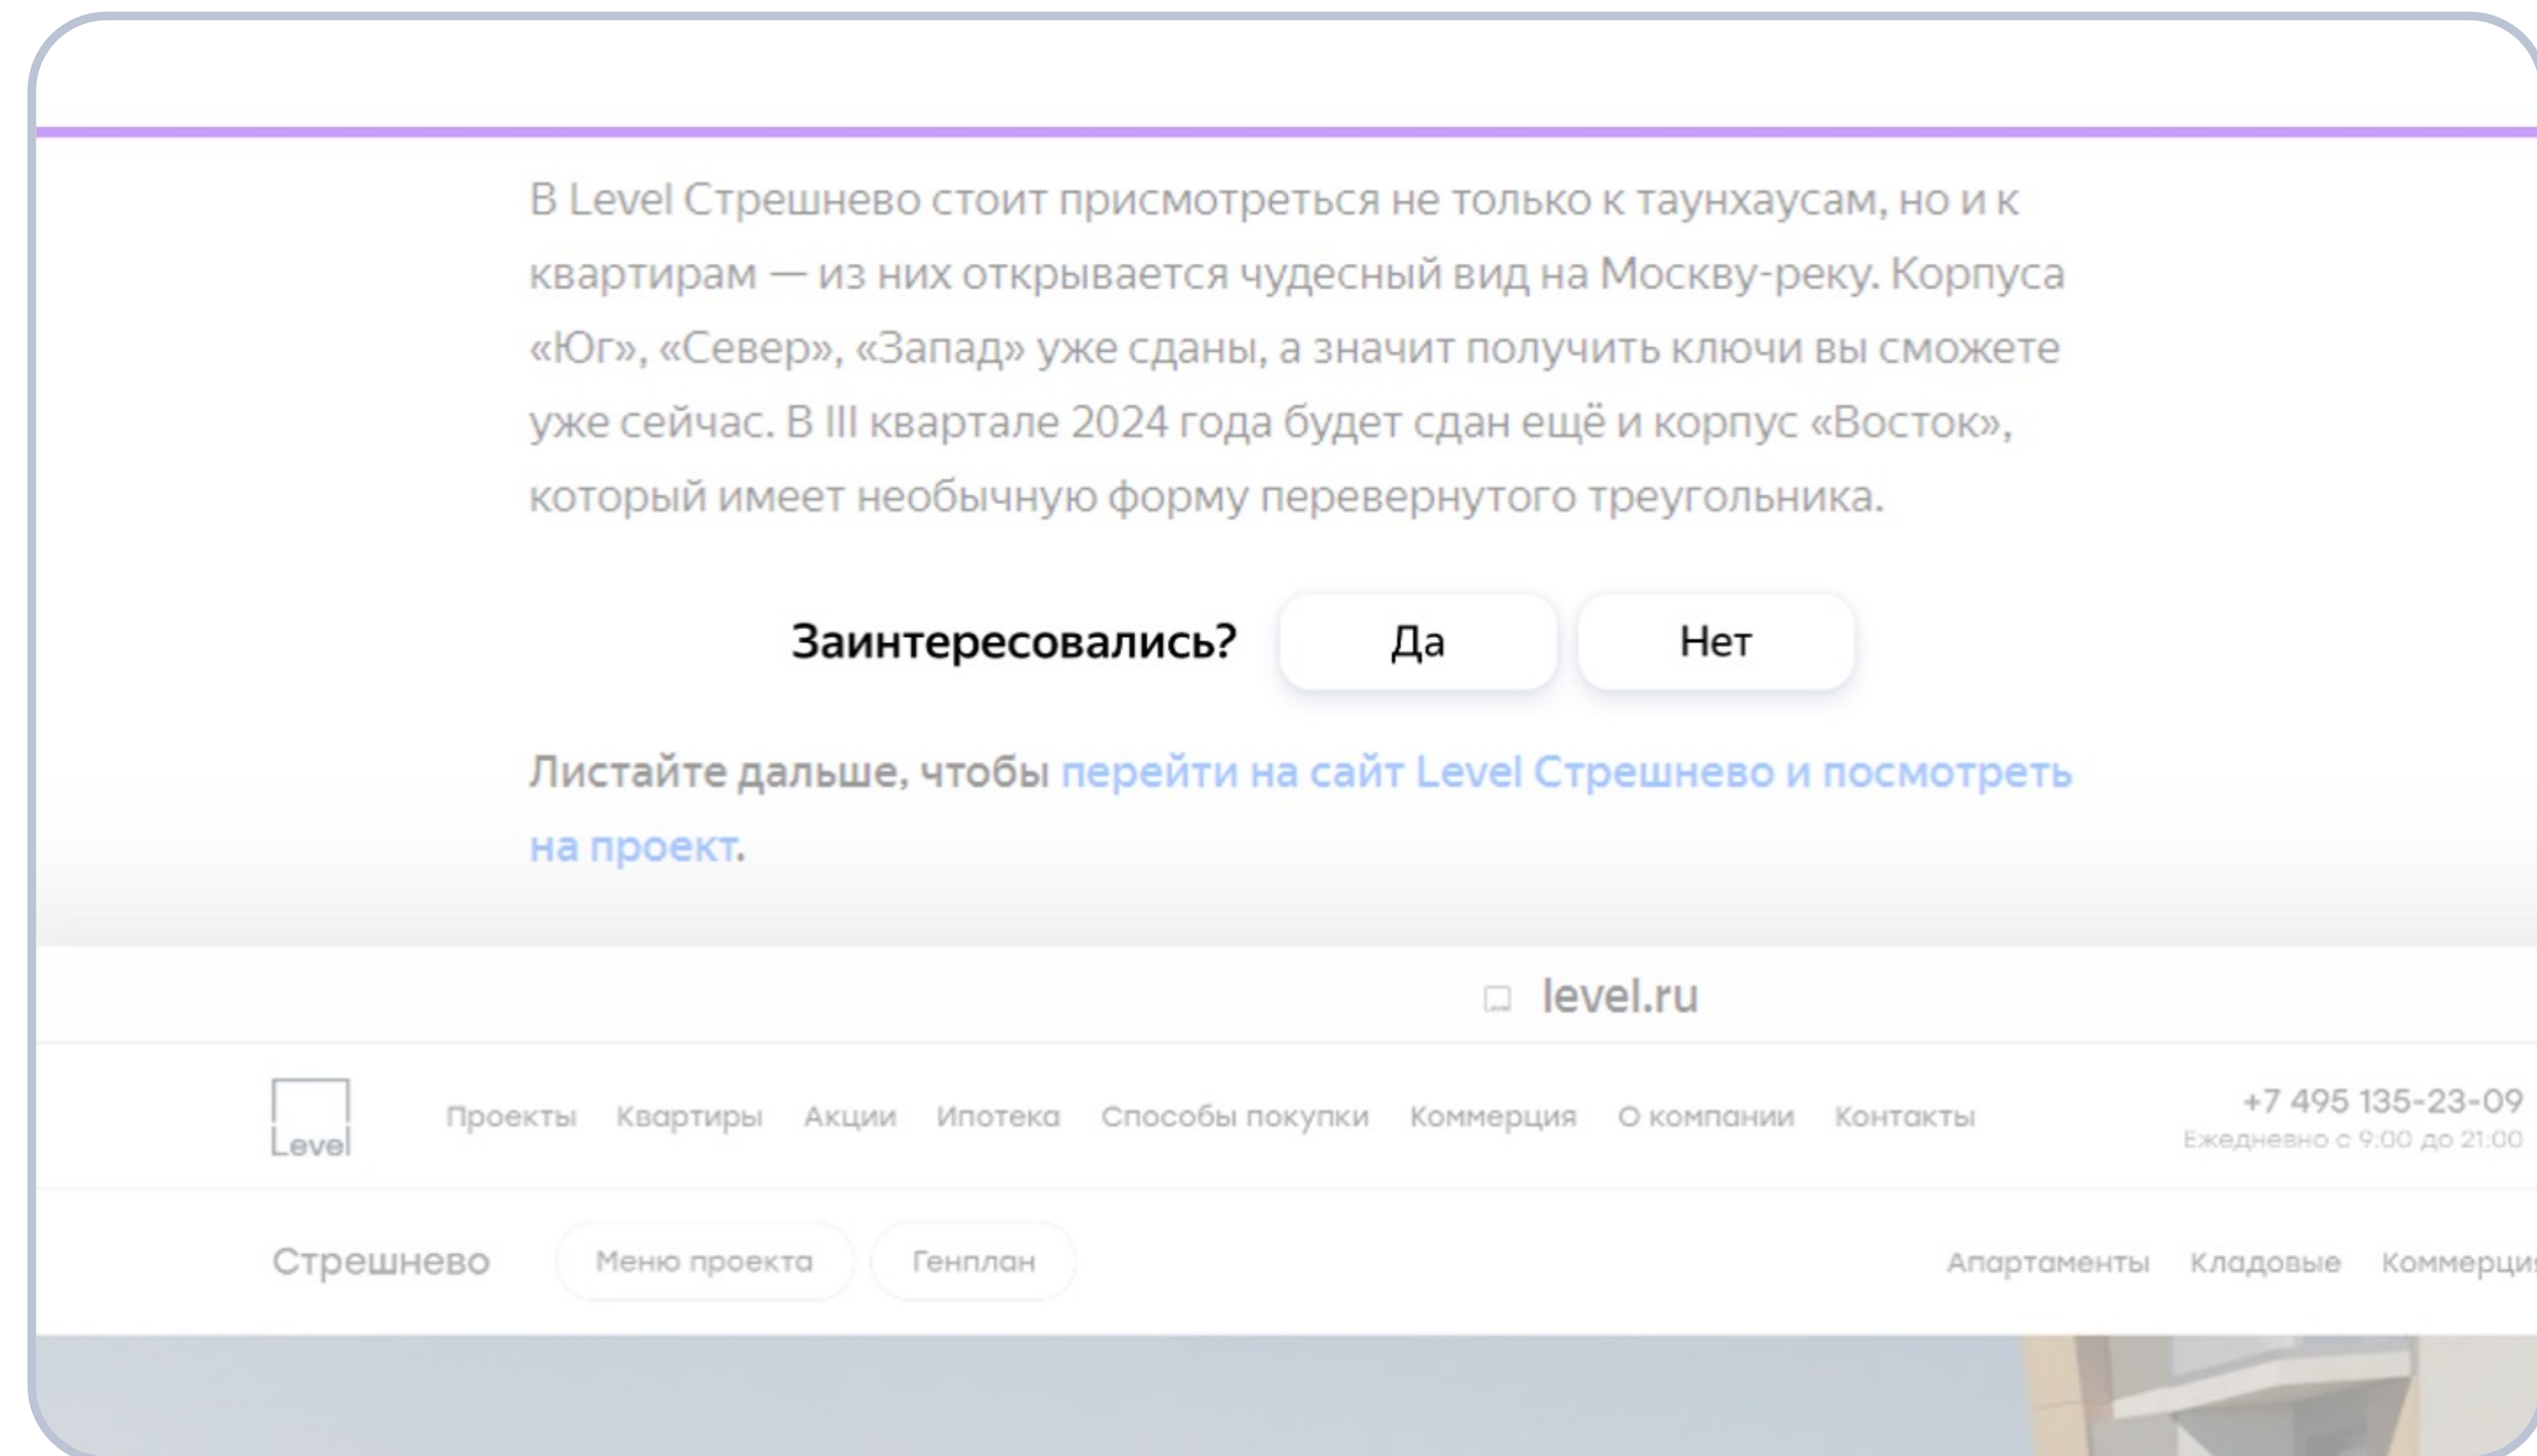 В Level Стрешнево стоит присмотреться не только к таунхаусам, но и к
квартирам — из них открывается чудесный вид на Москву-реку. Корпуса
«Юг», «Север», «Запад» уже сданы, а значит получить ключи вы сможете
уже сейчас. В III квартале 2024 года будет сдан ещё и корпус «Восток»,
который имеет необычную форму перевернутого треугольника.
Заинтересовались? Да Нет
Листайте дальше, чтобы перейти на сайт Level Стрешнево и посмотреть
на проект.
level.ru
Level Проекты Квартиры Акции Ипотека Способы покупки Коммерция О компании Контакты +7 495 135-23-09
Ежедневно с 9:00 до 21:00
Стрешнево Меню проекта Генплан Апартаменты Кладовые Коммерция